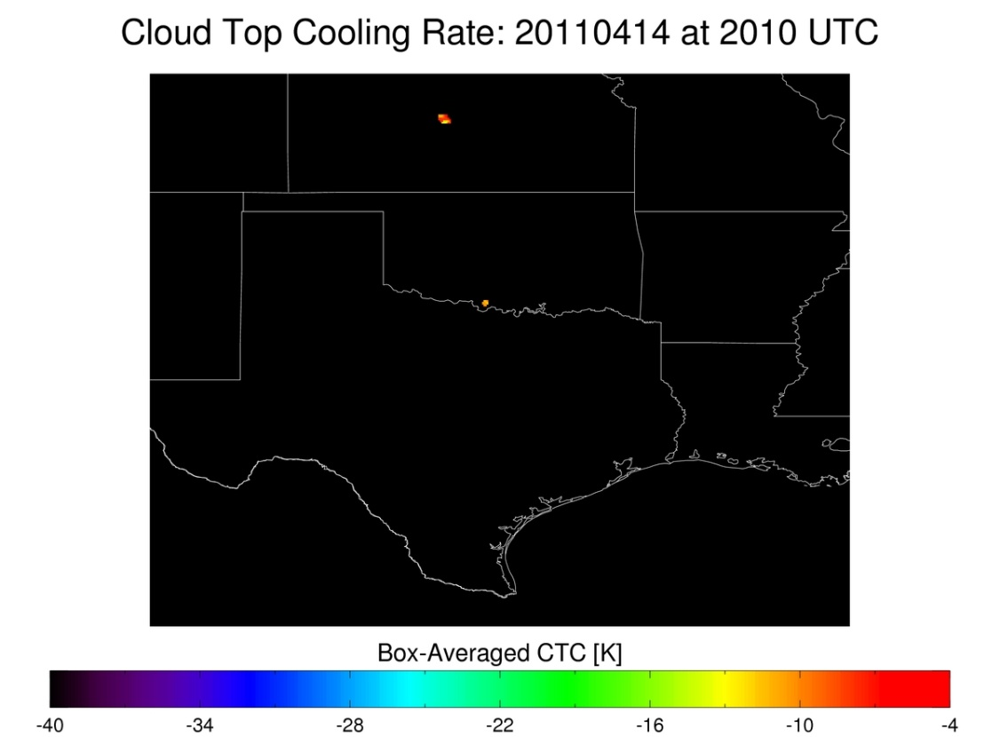 Cloud Top Cooling Rate: 20110414 at 2010 UTC
Box-Averaged CTC [K]
-40 -34 -28 -22 -16 -10 -4